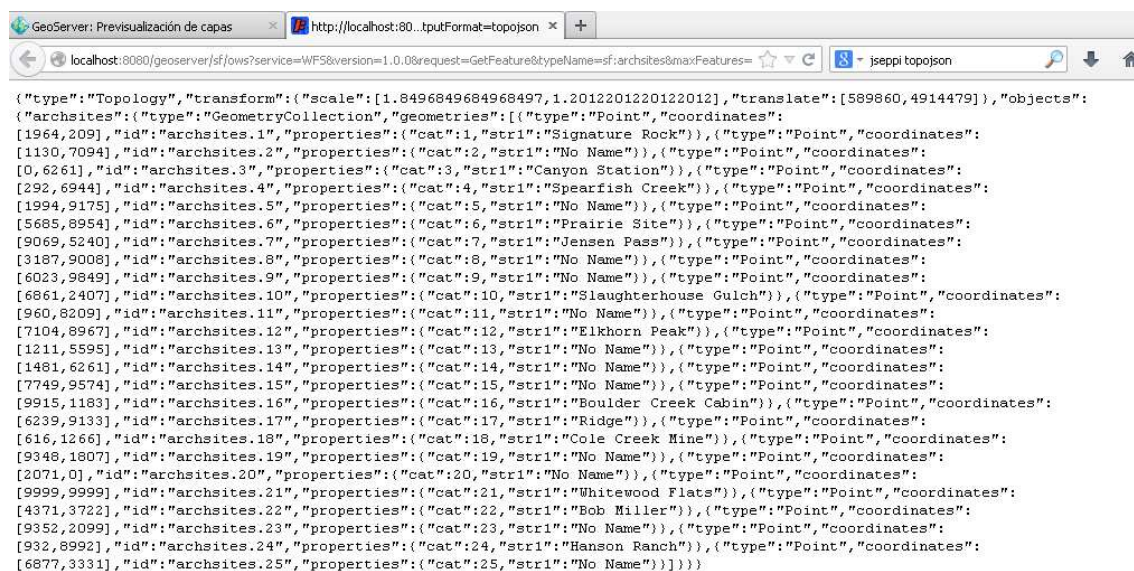 GeoServer: Previsualización de capas × http://localhost:80...tputFormat=topojson × +
localhost:8080/geoserver/sf/ows?service=WFS&version=1.0.0&request=GetFeature&typeName=sf:archsites&maxFeatures= jseppi topojson
{"type":"Topology","transform":{"scale":[1.8496849684968497,1.2012201220122012],"translate":[589860,4914479]},"objects":
{"archsites":{"type":"GeometryCollection","geometries":[{"type":"Point","coordinates":
[1964,209],"id":"archsites.1","properties":{"cat":1,"str1":"Signature Rock"}},{"type":"Point","coordinates":
[1130,7094],"id":"archsites.2","properties":{"cat":2,"str1":"No Name"}},{"type":"Point","coordinates":
[0,6261],"id":"archsites.3","properties":{"cat":3,"str1":"Canyon Station"}},{"type":"Point","coordinates":
[292,6944],"id":"archsites.4","properties":{"cat":4,"str1":"Spearfish Creek"}},{"type":"Point","coordinates":
[1994,9175],"id":"archsites.5","properties":{"cat":5,"str1":"No Name"}},{"type":"Point","coordinates":
[5685,8954],"id":"archsites.6","properties":{"cat":6,"str1":"Prairie Site"}},{"type":"Point","coordinates":
[9069,5240],"id":"archsites.7","properties":{"cat":7,"str1":"Jensen Pass"}},{"type":"Point","coordinates":
[3187,9008],"id":"archsites.8","properties":{"cat":8,"str1":"No Name"}},{"type":"Point","coordinates":
[6023,9849],"id":"archsites.9","properties":{"cat":9,"str1":"No Name"}},{"type":"Point","coordinates":
[6861,2407],"id":"archsites.10","properties":{"cat":10,"str1":"Slaughterhouse Gulch"}},{"type":"Point","coordinates":
[960,8209],"id":"archsites.11","properties":{"cat":11,"str1":"No Name"}},{"type":"Point","coordinates":
[7104,8967],"id":"archsites.12","properties":{"cat":12,"str1":"Elkhorn Peak"}},{"type":"Point","coordinates":
[1211,5595],"id":"archsites.13","properties":{"cat":13,"str1":"No Name"}},{"type":"Point","coordinates":
[1481,6261],"id":"archsites.14","properties":{"cat":14,"str1":"No Name"}},{"type":"Point","coordinates":
[7749,9574],"id":"archsites.15","properties":{"cat":15,"str1":"No Name"}},{"type":"Point","coordinates":
[9915,1183],"id":"archsites.16","properties":{"cat":16,"str1":"Boulder Creek Cabin"}},{"type":"Point","coordinates":
[6239,9133],"id":"archsites.17","properties":{"cat":17,"str1":"Ridge"}},{"type":"Point","coordinates":
[616,1266],"id":"archsites.18","properties":{"cat":18,"str1":"Cole Creek Mine"}},{"type":"Point","coordinates":
[9348,1807],"id":"archsites.19","properties":{"cat":19,"str1":"No Name"}},{"type":"Point","coordinates":
[2071,0],"id":"archsites.20","properties":{"cat":20,"str1":"No Name"}},{"type":"Point","coordinates":
[9999,9999],"id":"archsites.21","properties":{"cat":21,"str1":"Whitewood Flats"}},{"type":"Point","coordinates":
[4371,3722],"id":"archsites.22","properties":{"cat":22,"str1":"Bob Miller"}},{"type":"Point","coordinates":
[9352,2099],"id":"archsites.23","properties":{"cat":23,"str1":"No Name"}},{"type":"Point","coordinates":
[932,8992],"id":"archsites.24","properties":{"cat":24,"str1":"Hanson Ranch"}},{"type":"Point","coordinates":
[6877,3331],"id":"archsites.25","properties":{"cat":25,"str1":"No Name"}}]}}}